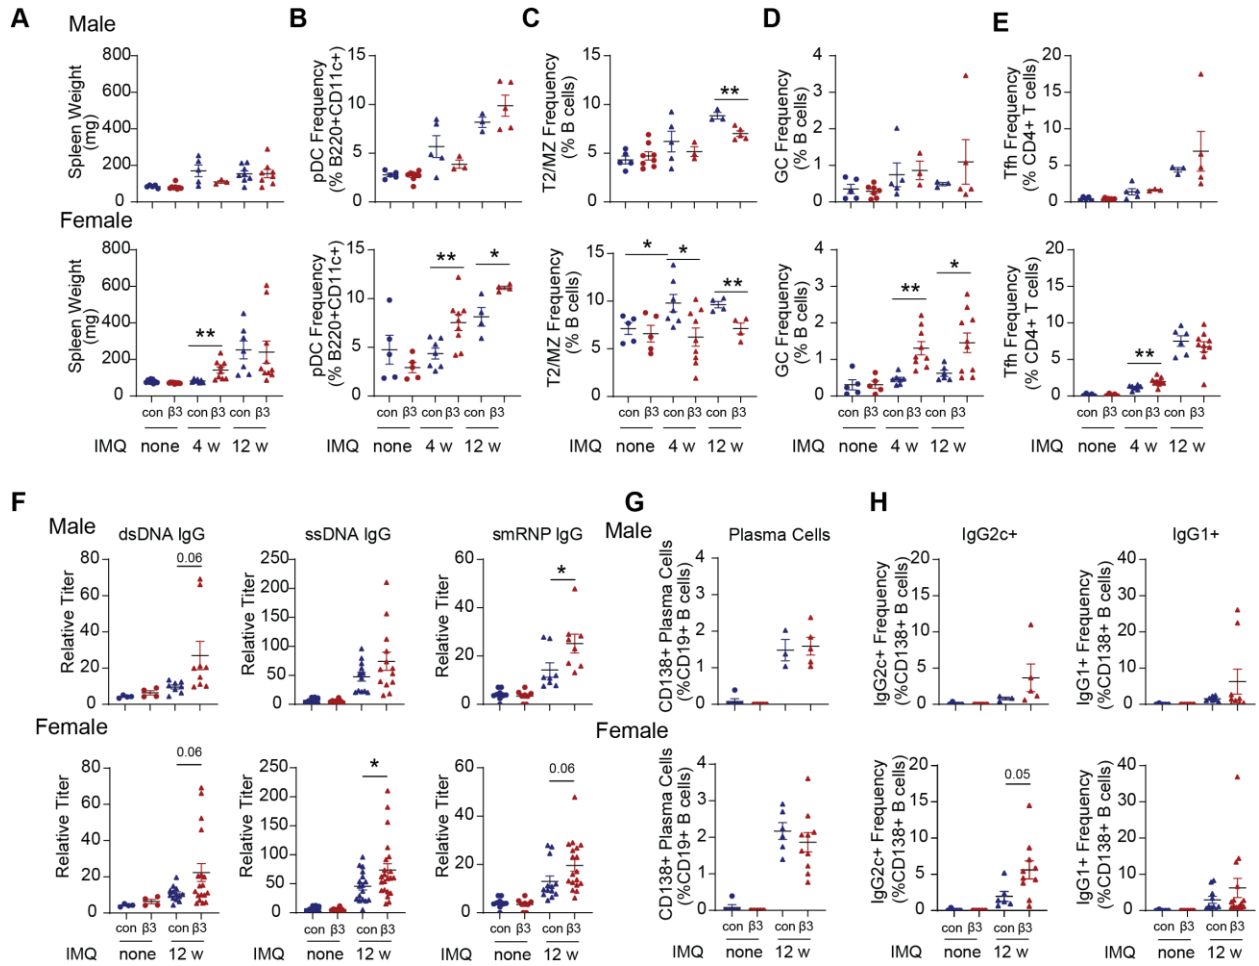 A
B
C
D
E
Male
800
600
400
200
0
Spleen Weight
(mg)
15
10
5
0
pDC Frequency
(% B220+CD11c+)
15
10
5
0
T2/MZ Frequency
(% B cells)
**
4
3
2
1
0
GC Frequency
(% B cells)
20
15
10
5
0
Tfh Frequency
(% CD4+ T cells)
Female
800
600
400
200
0
Spleen Weight
(mg)
**
con β3 con β3 con β3
IMQ none 4 w 12 w
15
10
5
0
pDC Frequency
(% B220+CD11c+)
** *
con β3 con β3 con β3
IMQ none 4 w 12 w
15
10
5
0
T2/MZ Frequency
(% B cells)
* * **
con β3 con β3 con β3
IMQ none 4 w 12 w
4
3
2
1
0
GC Frequency
(% B cells)
** *
con β3 con β3 con β3
IMQ none 4 w 12 w
20
15
10
5
0
Tfh Frequency
(% CD4+ T cells)
**
con β3 con β3 con β3
IMQ none 4 w 12 w
F
Male
dsDNA IgG
80
60
40
20
0
Relative Titer
0.06
ssDNA IgG
250
200
150
100
50
0
Relative Titer
smRNP IgG
60
40
20
0
Relative Titer
*
Female
80
60
40
20
0
Relative Titer
0.06
con β3 con β3
IMQ none 12 w
250
200
150
100
50
0
Relative Titer
*
con β3 con β3
IMQ none 12 w
60
40
20
0
Relative Titer
0.06
con β3 con β3
IMQ none 12 w
G
Male
Plasma Cells
4
3
2
1
0
CD138+ Plasma Cells
(%CD19+ B cells)
Female
4
3
2
1
0
CD138+ Plasma Cells
(%CD19+ B cells)
con β3 con β3
IMQ none 12 w
H
IgG2c+
20
15
10
5
0
IgG2c+ Frequency
(%CD138+ B cells)
IgG1+
40
30
20
10
0
IgG1+ Frequency
(%CD138+ B cells)
20
15
10
5
0
IgG2c+ Frequency
(%CD138+ B cells)
0.05
con β3 con β3
IMQ none 12 w
40
30
20
10
0
IgG1+ Frequency
(%CD138+ B cells)
con β3 con β3
IMQ none 12 w